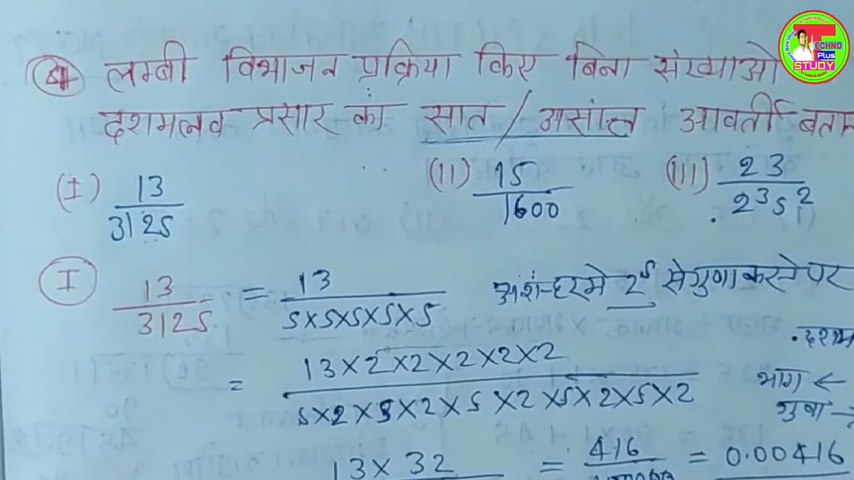 लम्बी विभाजन प्रक्रिया किए बिना संख्याओ
दशमलव प्रसार का सात / असांत आवर्ती बता
(I) 13/3125 (II) 15/1600 (III) 23/2³5²
I 13/3125 = 13/5×5×5×5×5 अंश-हर मे 2⁵ से गुणा करने पर
दशम
= 13×2×2×2×2×2/5×2×5×2×5×2×5×2×5×2 भाग ←
गुणा →
13×32 = 416 = 0.00416
TECHNO
Plus
STUDY